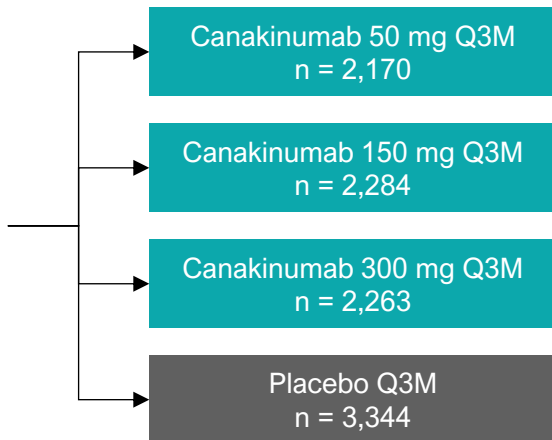 Canakinumab 50 mg Q3M
n = 2,170
Canakinumab 150 mg Q3M
n = 2,284
Canakinumab 300 mg Q3M
n = 2,263
Placebo Q3M
n = 3,344